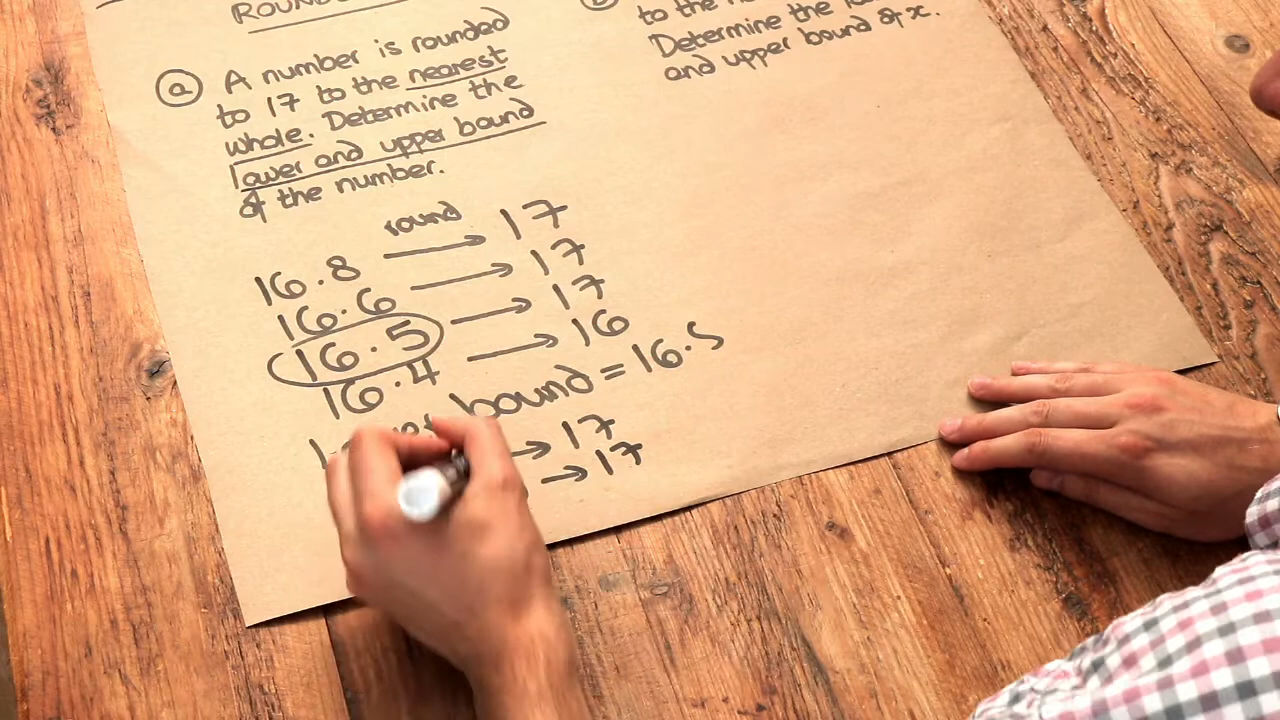 a A number is rounded
to 17 to the nearest
whole. Determine the
lower and upper bound
of the number.
round
16.8 → 17
16.6 → 17
16.5 → 17
16.4 → 16
bound = 16.5
→ 17
→ 17
to the
Determine the
and upper bound of x.